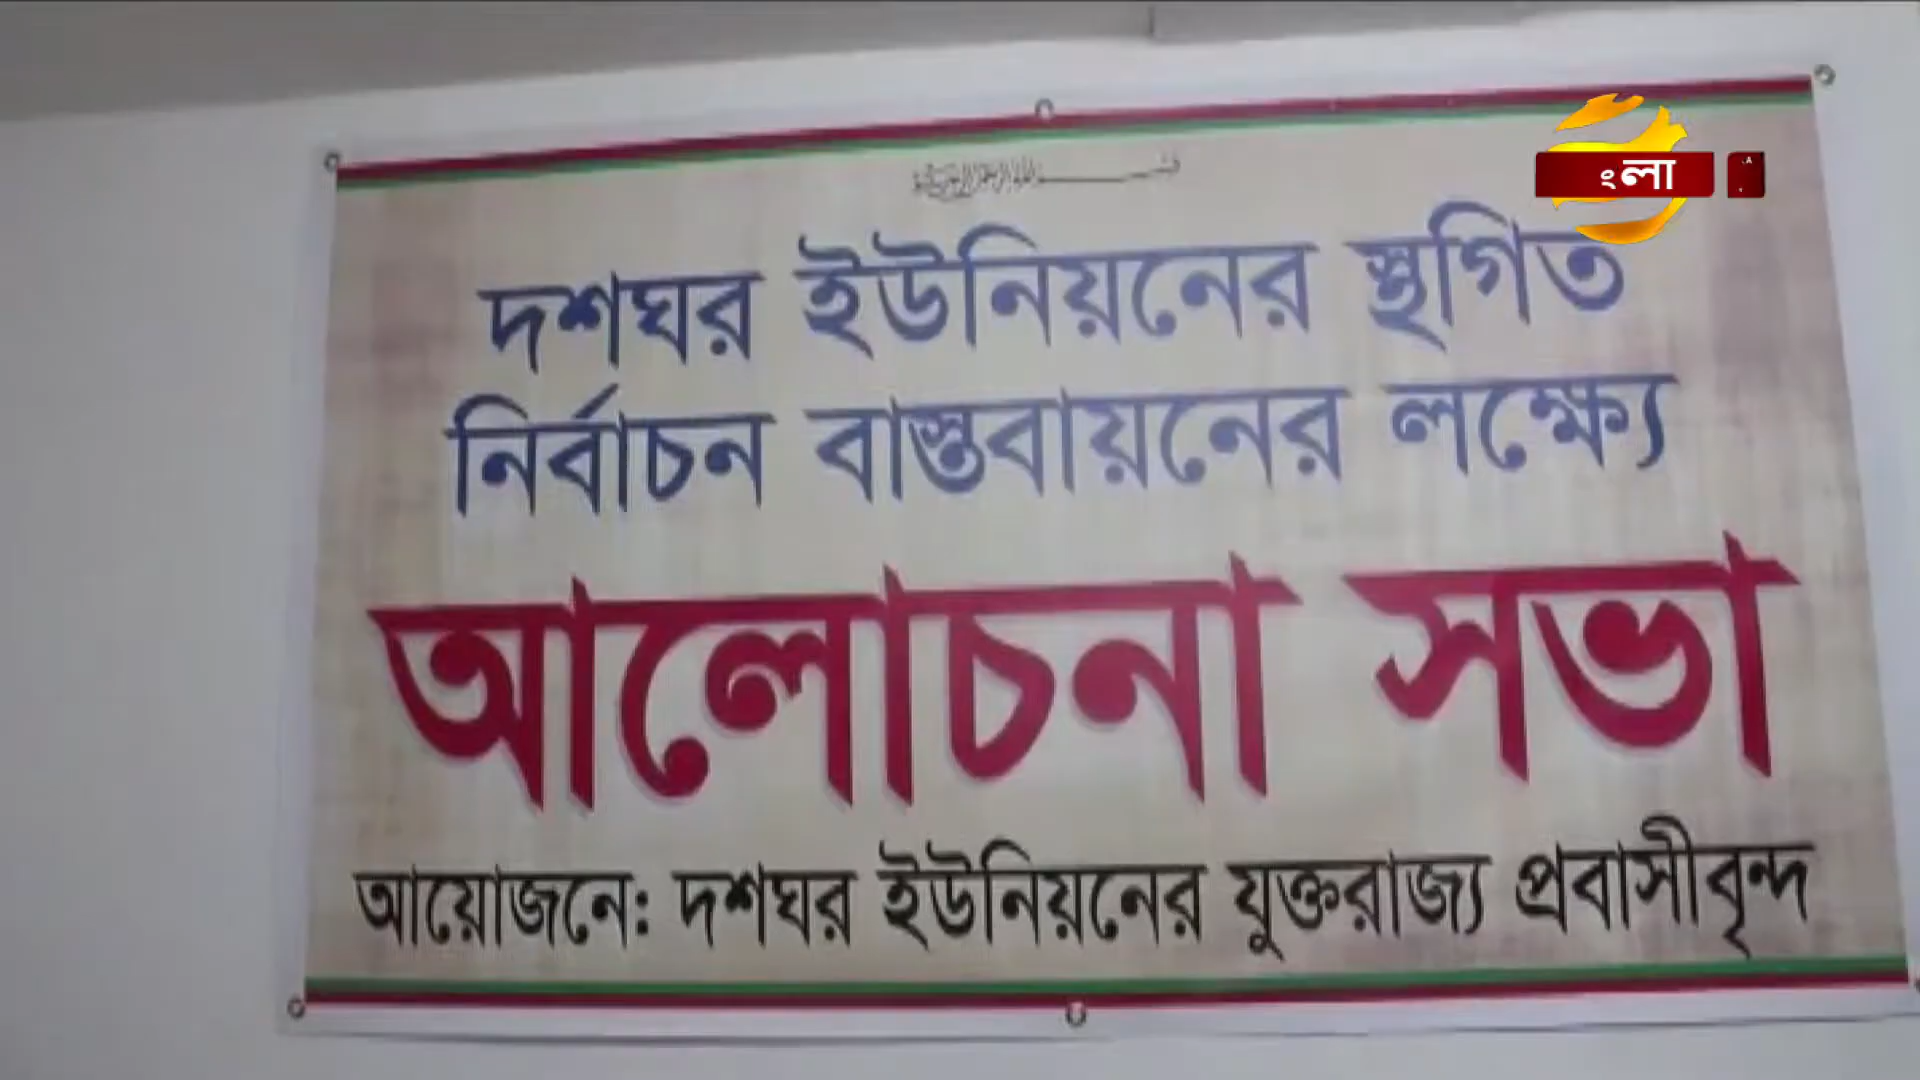 দশঘর ইউনিয়নের স্থগিত
নির্বাচন বাস্তবায়নের লক্ষ্যে
আলোচনা সভা
আয়োজনে: দশঘর ইউনিয়নের যুক্তরাজ্য প্রবাসীবৃন্দ
ংলা